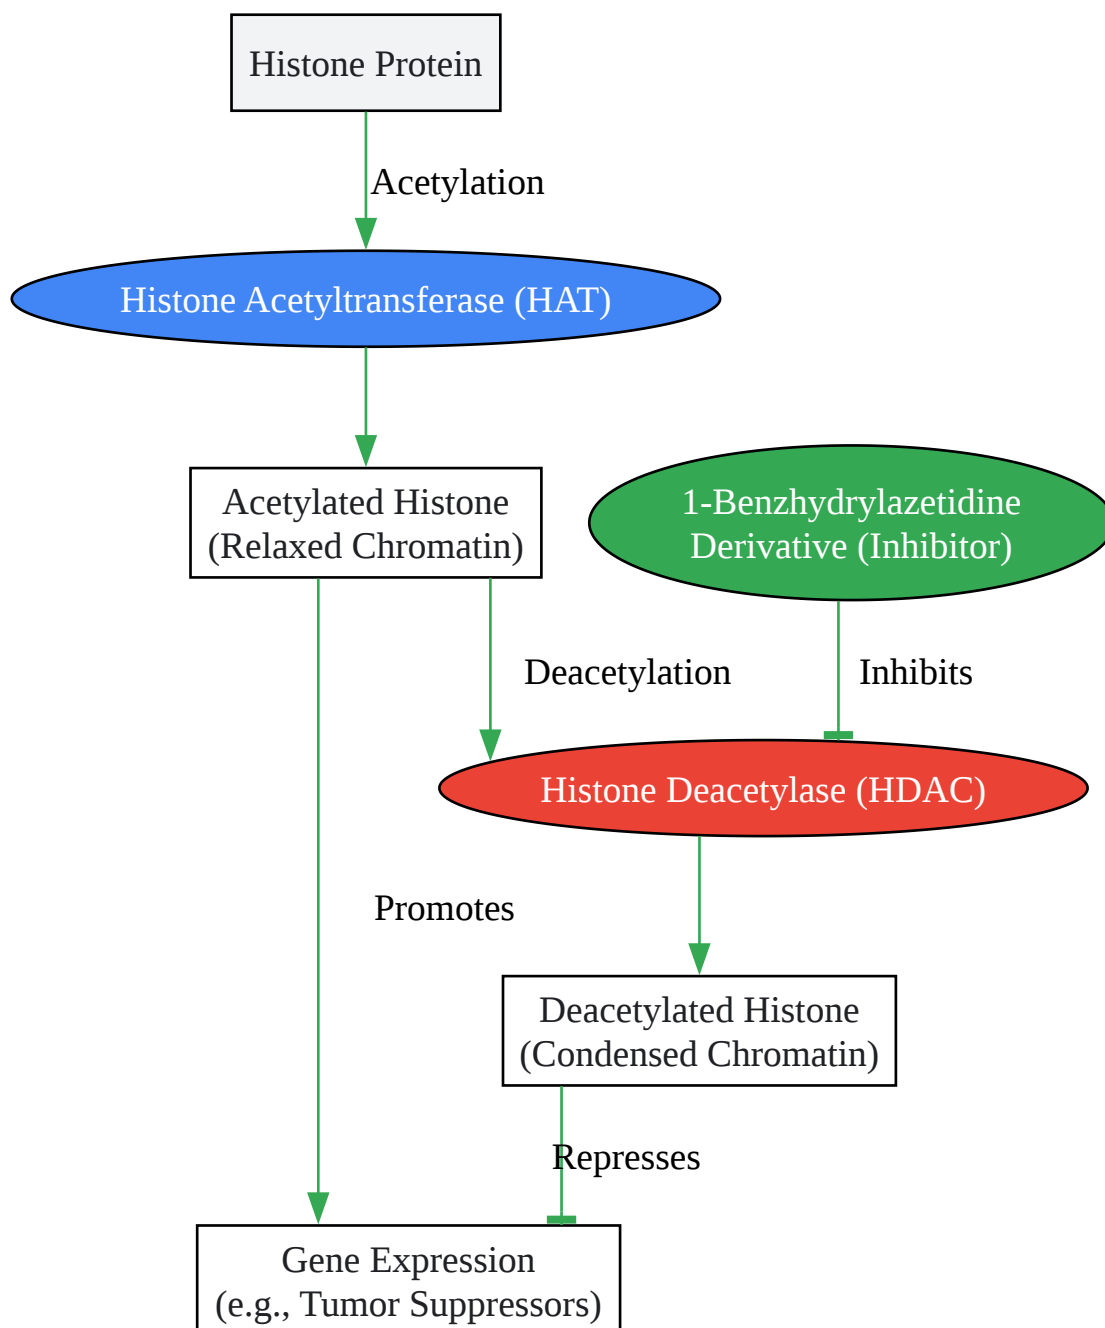 Histone Protein
Acetylation
Histone Acetyltransferase (HAT)
Acetylated Histone
(Relaxed Chromatin)
1-Benzhydrylazetidine
Derivative (Inhibitor)
Deacetylation
Inhibits
Histone Deacetylase (HDAC)
Promotes
Deacetylated Histone
(Condensed Chromatin)
Represses
Gene Expression
(e.g., Tumor Suppressors)